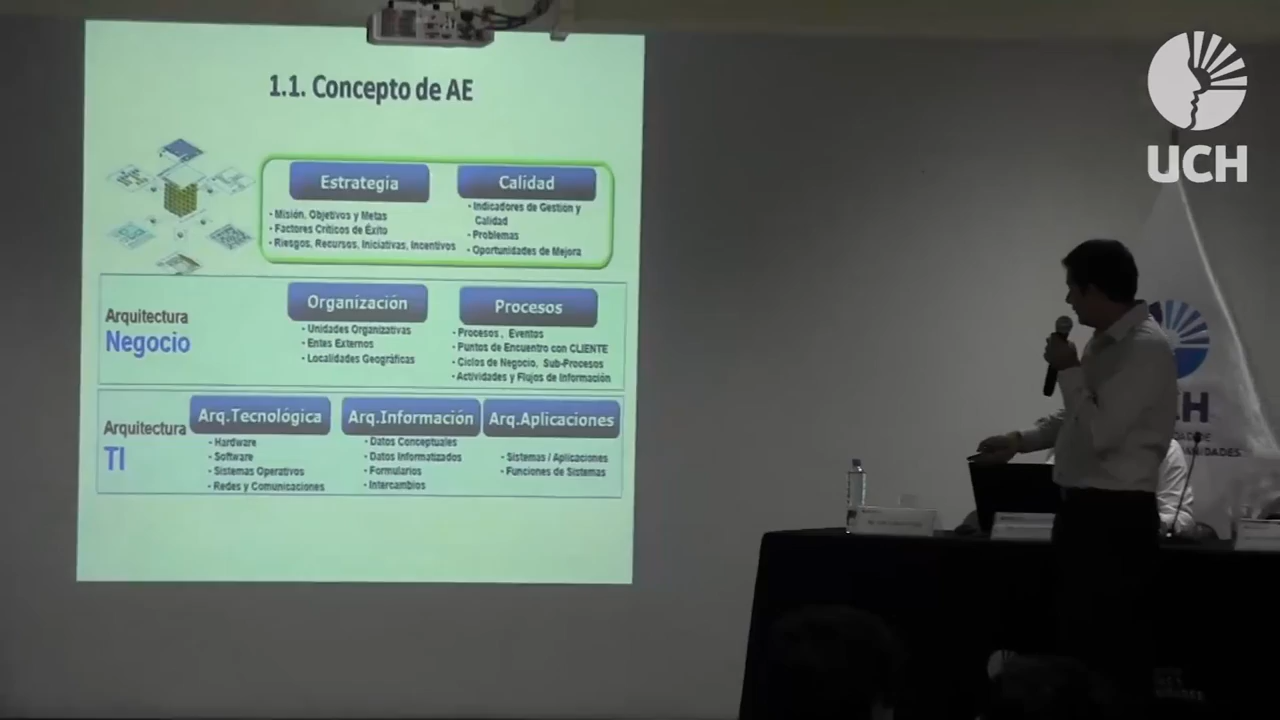 1.1. Concepto de AE
Estrategia
• Misión, Objetivos y Metas
• Factores Críticos de Éxito
• Riesgos, Recursos, Iniciativas, Incentivos
Calidad
• Indicadores de Gestión y
Calidad
• Problemas
• Oportunidades de Mejora
Arquitectura
Negocio
Organización
• Unidades Organizativas
• Entes Externos
• Localidades Geográficas
Procesos
• Procesos , Eventos
• Puntos de Encuentro con CLIENTE
• Ciclos de Negocio, Sub-Procesos
• Actividades y Flujos de Información
Arquitectura
TI
Arq.Tecnológica
• Hardware
• Software
• Sistemas Operativos
• Redes y Comunicaciones
Arq.Información
• Datos Conceptuales
• Datos Informatizados
• Formularios
• Intercambios
Arq.Aplicaciones
• Sistemas / Aplicaciones
• Funciones de Sistemas
UCH